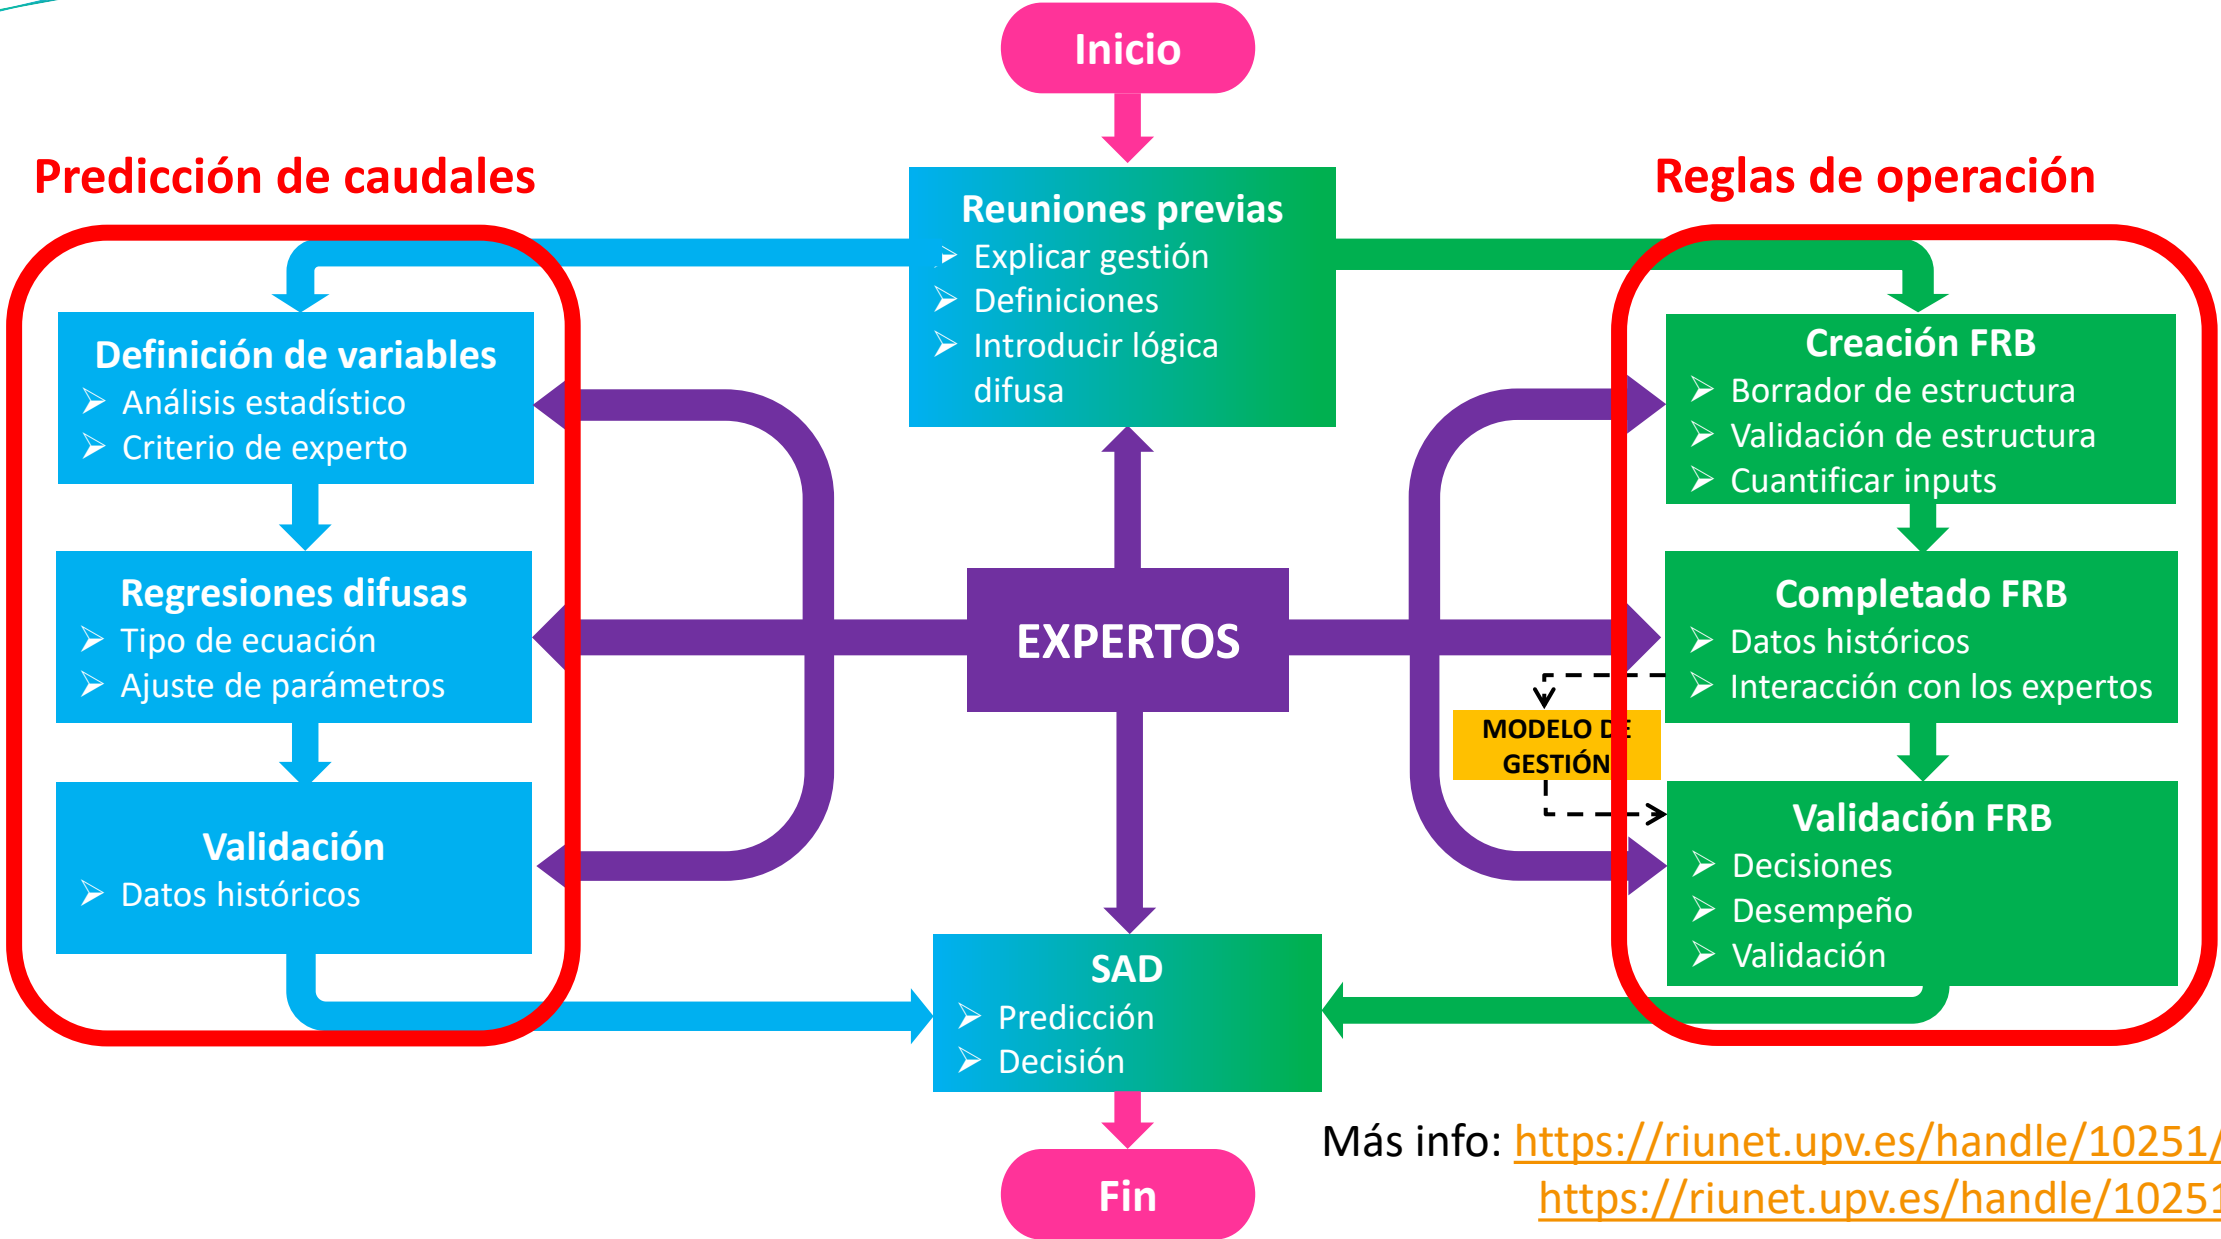 Inicio
Predicción de caudales
Reglas de operación
Reuniones previas
Explicar gestión
Definiciones
Introducir lógica
difusa
Definición de variables
Análisis estadístico
Criterio de experto
Regresiones difusas
Tipo de ecuación
Ajuste de parámetros
Validación
Datos históricos
EXPERTOS
Creación FRB
Borrador de estructura
Validación de estructura
Cuantificar inputs
Completado FRB
Datos históricos
Interacción con los expertos
MODELO DE
GESTIÓN
Validación FRB
Decisiones
Desempeño
Validación
SAD
Predicción
Decisión
Fin
Más info: https://riunet.upv.es/handle/10251/
https://riunet.upv.es/handle/10251